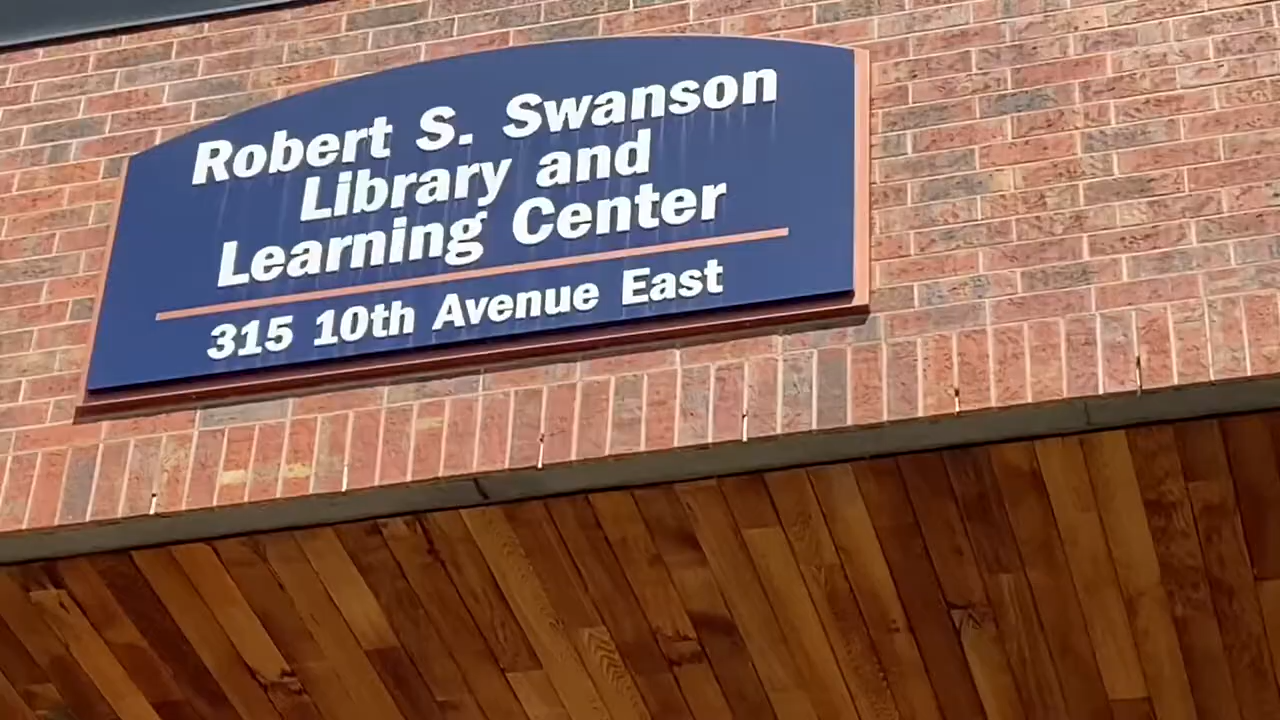 Robert S. Swanson
Library and
Learning Center
315 10th Avenue East